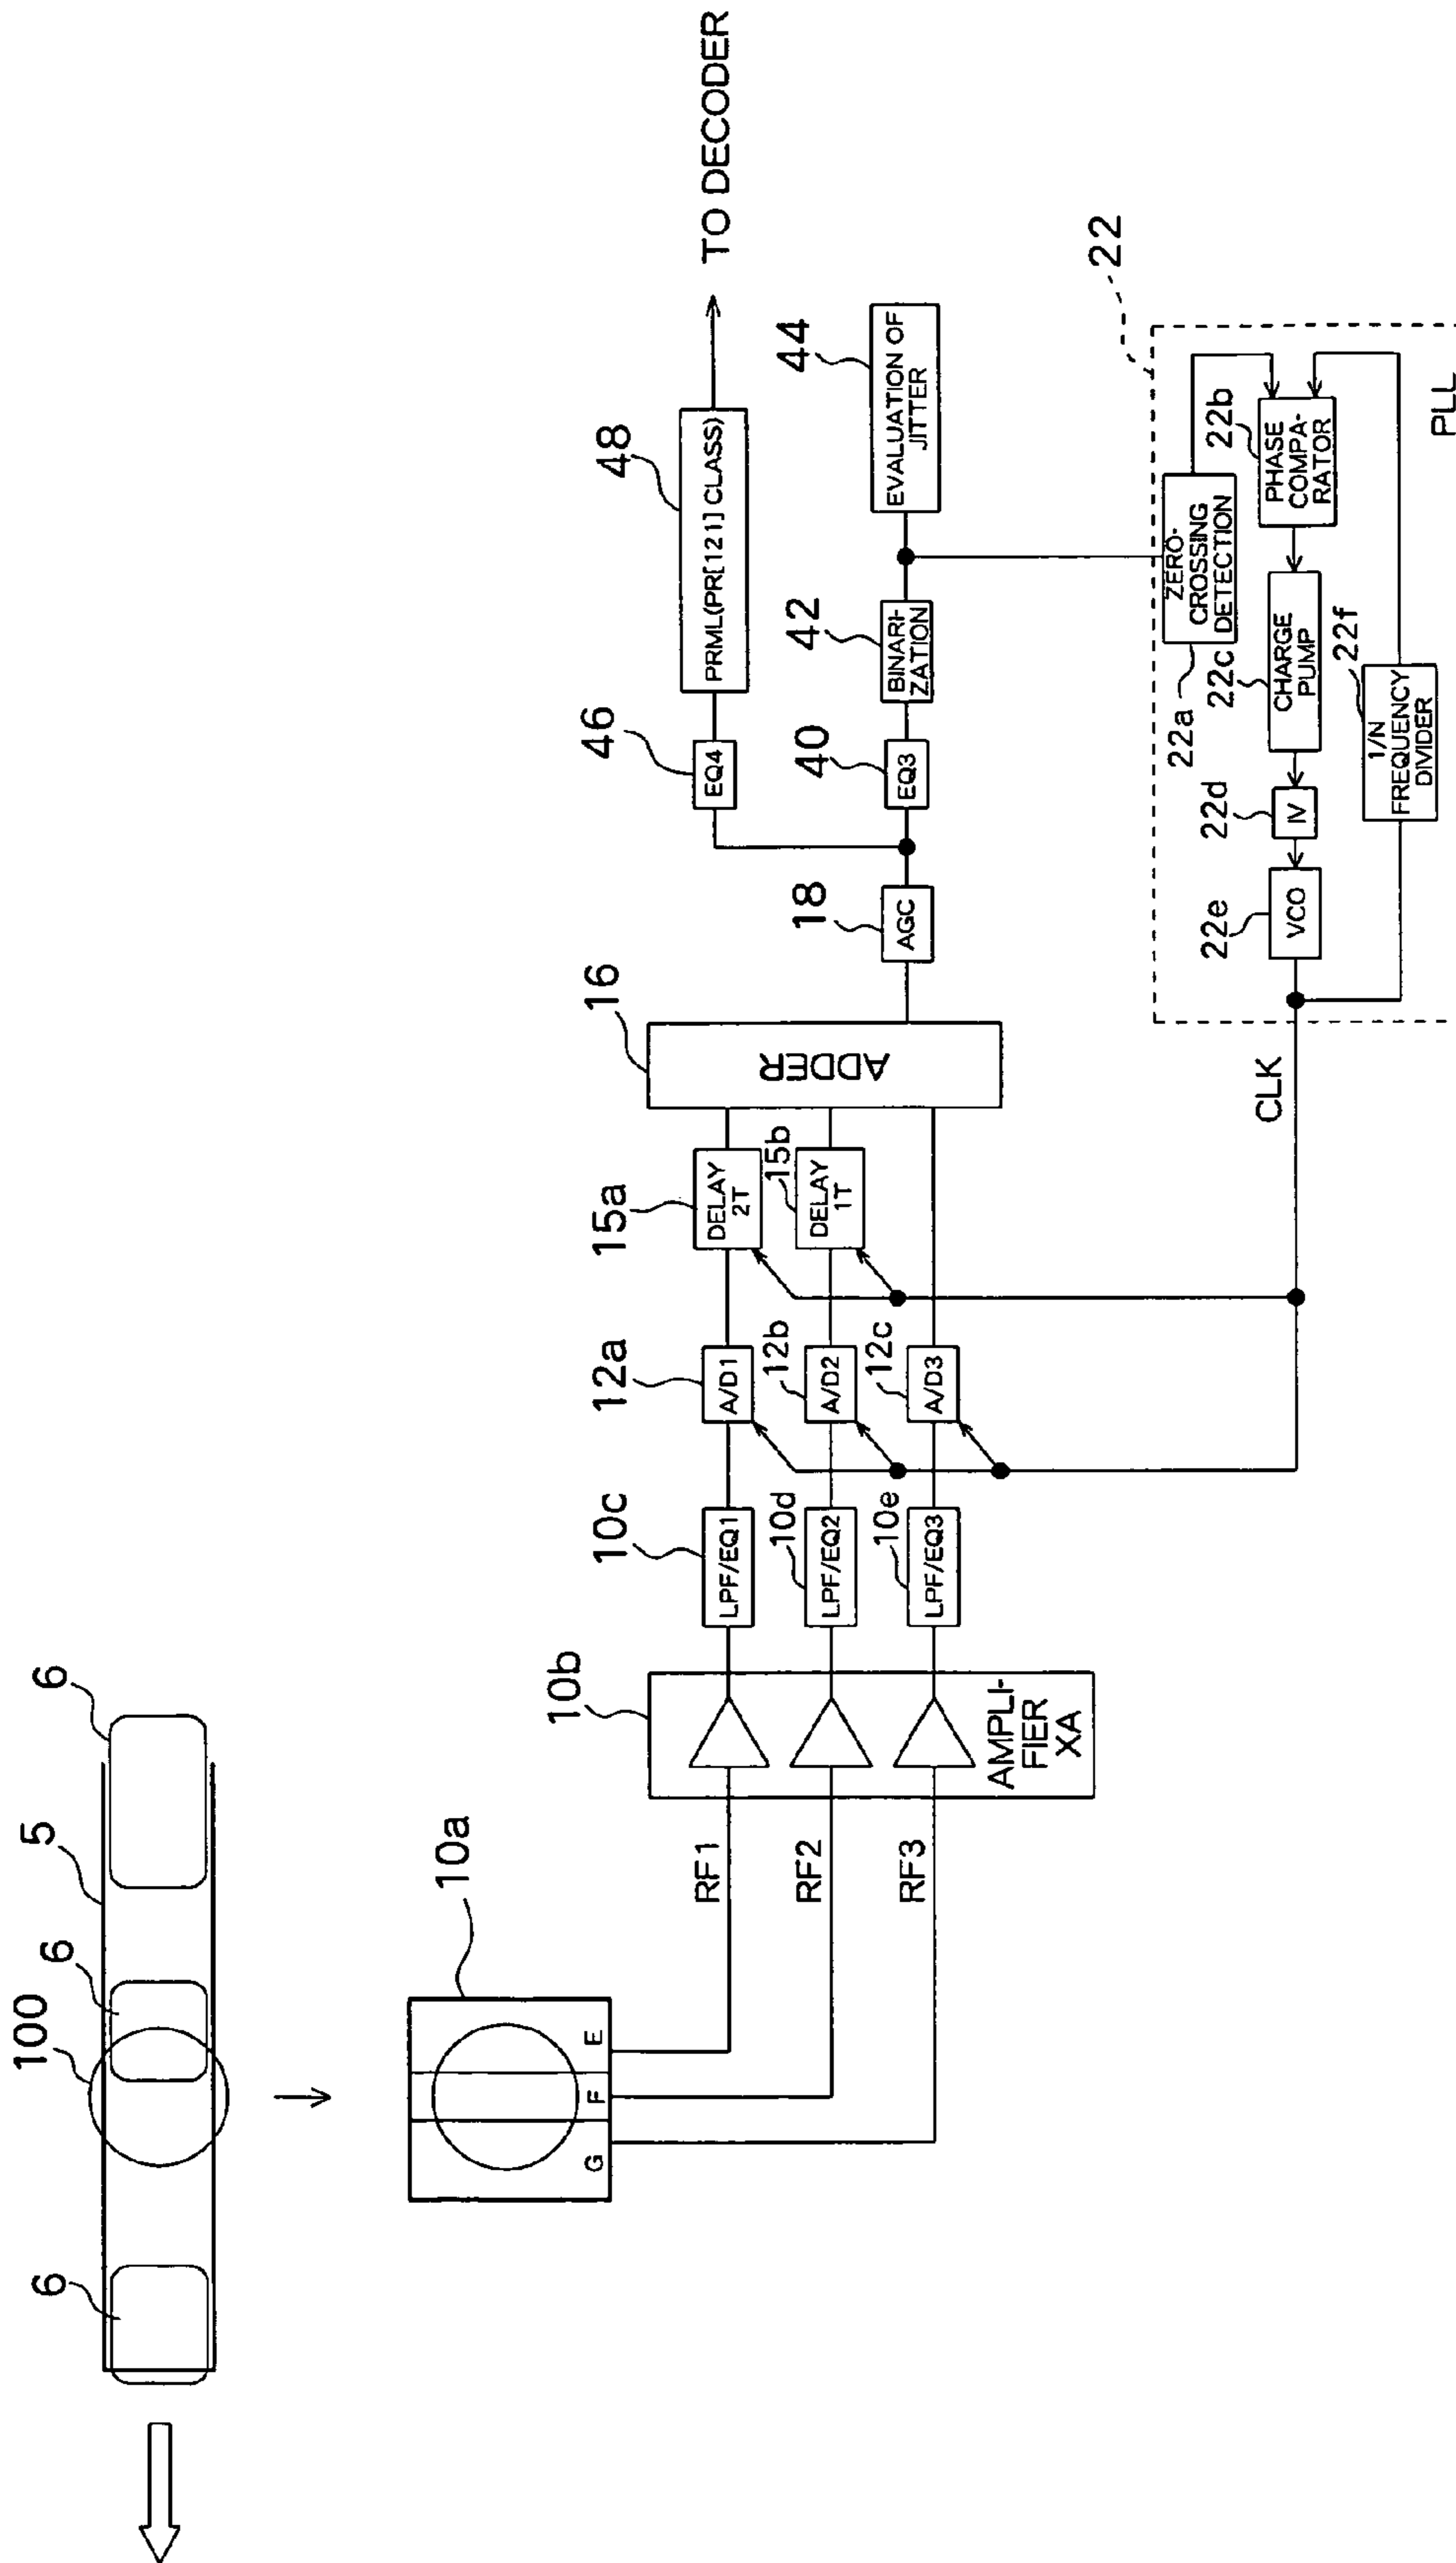 6
5
6
100
6
10a
E
F
G
RF1
RF2
RF3
10b
AMPLI-
FIER
XA
10c
LPF/EQ1
10d
LPF/EQ2
10e
LPF/EQ3
12a
A/D1
12b
A/D2
12c
A/D3
15a
DELAY
2T
15b
DELAY
1T
16
ADDER
18
AGC
46
EQ4
48
PRML(PR[121] CLASS)
TO DECODER
40
EQ3
42
BINARI-
ZATION
44
EVALUATION OF
JITTER
22
22a
ZERO-
CROSSING
DETECTION
22b
PHASE
COMPA-
RATOR
22c
CHARGE
PUMP
22d
IV
22e
VCO
22f
1/N
FREQUENCY
DIVIDER
PLL
CLK